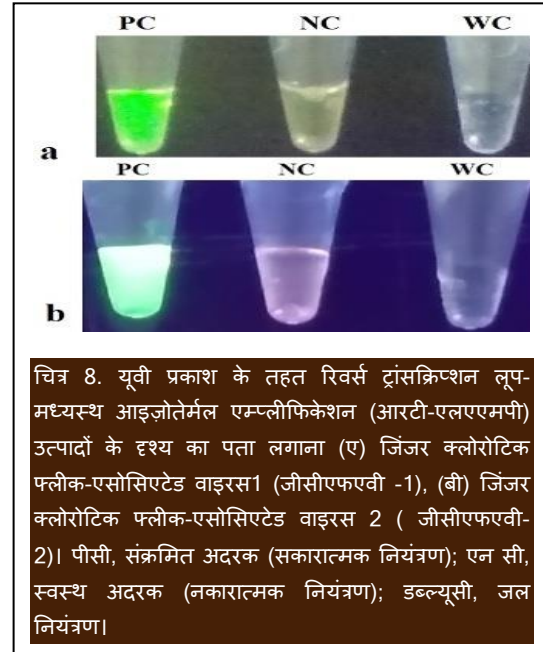 PC NC WC
a
PC NC WC
b
चित्र 8. यूवी प्रकाश के तहत रिवर्स ट्रांसक्रिप्शन लूप-
मध्यस्थ आइज़ोतेर्मल एम्प्लीफिकेशन (आरटी-एलएएमपी)
उत्पादों के दृश्य का पता लगाना (ए) जिंजर क्लोरोटिक
फ्लीक-एसोसिएटेड वाइरस1 (जीसीएफएवी -1), (बी) जिंजर
क्लोरोटिक फ्लीक-एसोसिएटेड वाइरस 2 ( जीसीएफएवी-
2)। पीसी, संक्रमित अदरक (सकारात्मक नियंत्रण); एन सी,
स्वस्थ अदरक (नकारात्मक नियंत्रण); डब्ल्यूसी, जल
नियंत्रण।